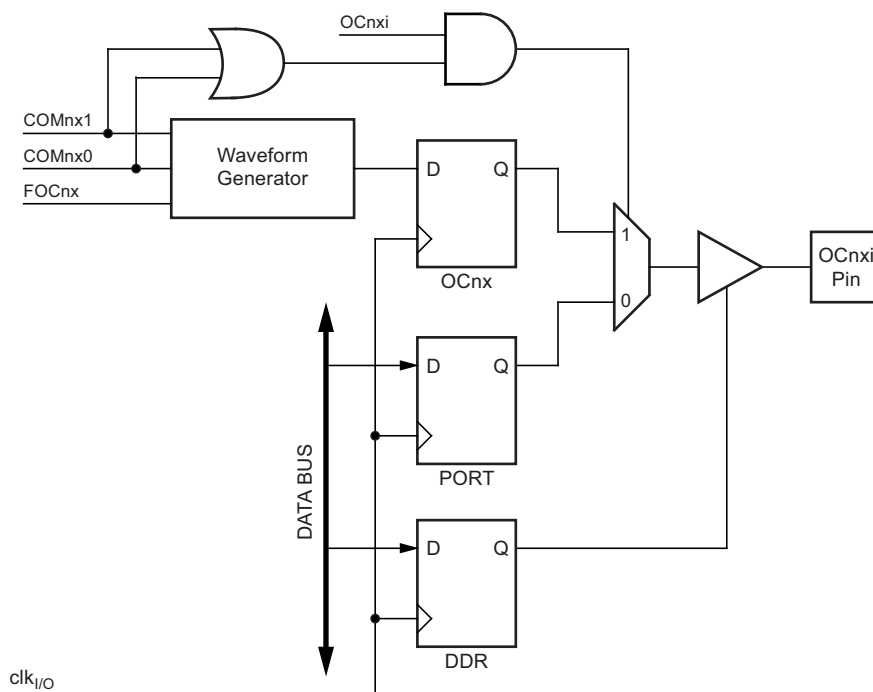 OCnxi
COMnx1
COMnx0
FOCnx
Waveform
Generator
D Q
OCnx
1
0
OCnxi
Pin
D Q
PORT
DATA BUS
D Q
DDR
clkI/O